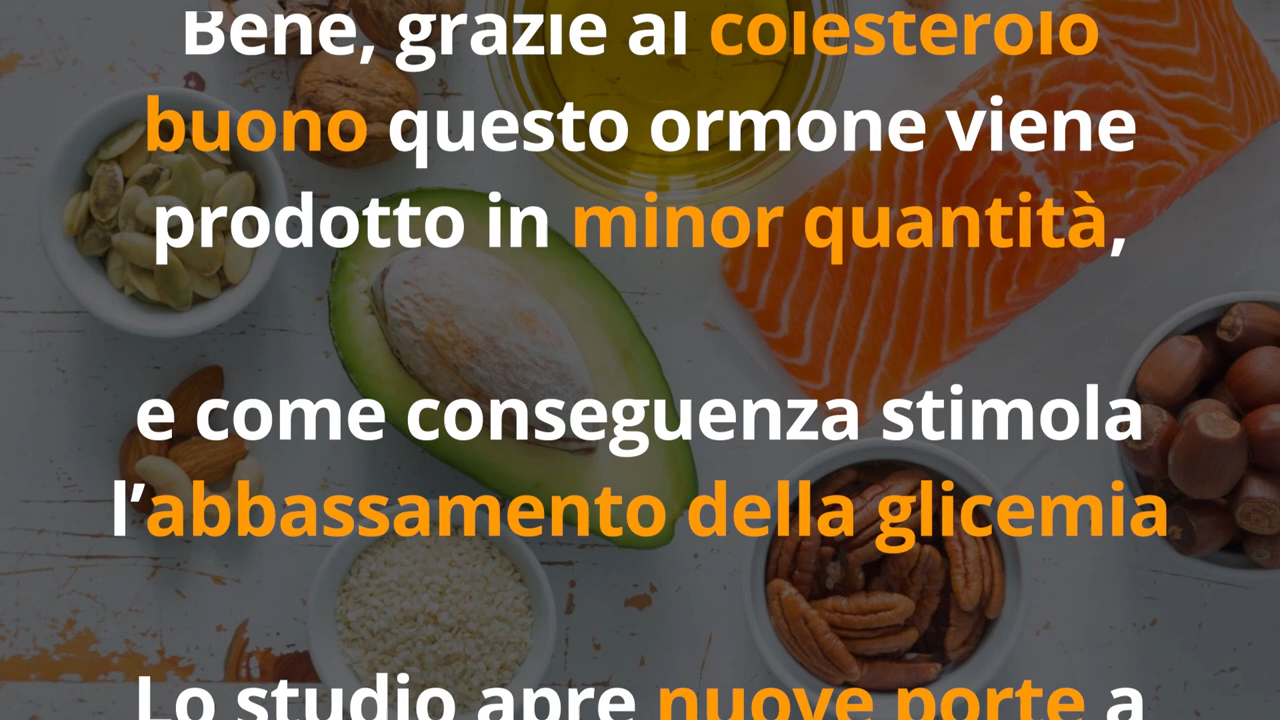 Bene, grazie al colesterolo
buono questo ormone viene
prodotto in minor quantità,
e come conseguenza stimola
l’abbassamento della glicemia
Lo studio apre nuove porte a